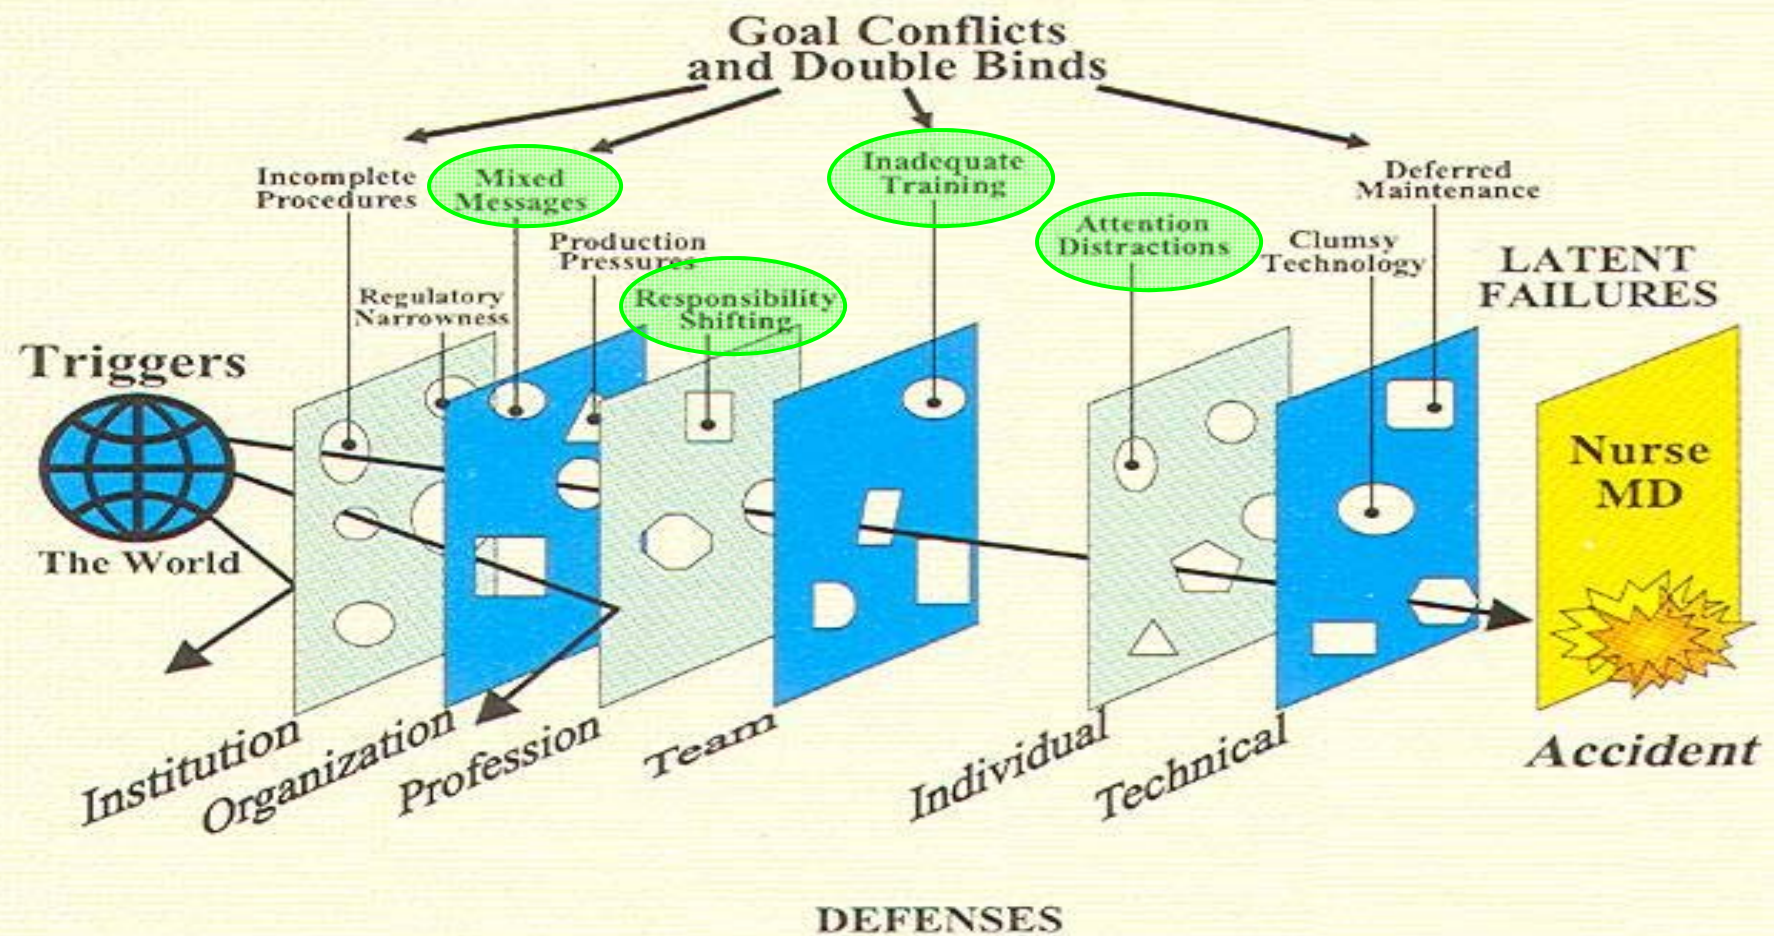 Goal Conflicts
and Double Binds
Incomplete
Procedures
Mixed
Messages
Inadequate
Training
Deferred
Maintenance
Attention
Distractions
Production
Pressures
Clumsy
Technology
LATENT
FAILURES
Regulatory
Narrowness
Responsibility
Shifting
Triggers
The World
Nurse
MD
Institution
Organization
Profession
Team
Individual
Technical
Accident
DEFENSES